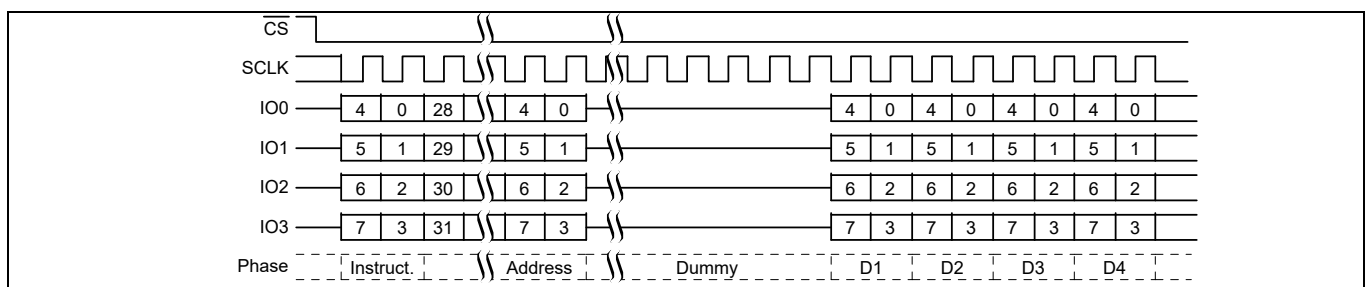 CS
SCLK
IO0 4 0 28 4 0 4 0 4 0 4 0 4 0
IO1 5 1 29 5 1 5 1 5 1 5 1 5 1
IO2 6 2 30 6 2 6 2 6 2 6 2 6 2
IO3 7 3 31 7 3 7 3 7 3 7 3 7 3
Phase Instruct. Address Dummy D1 D2 D3 D4